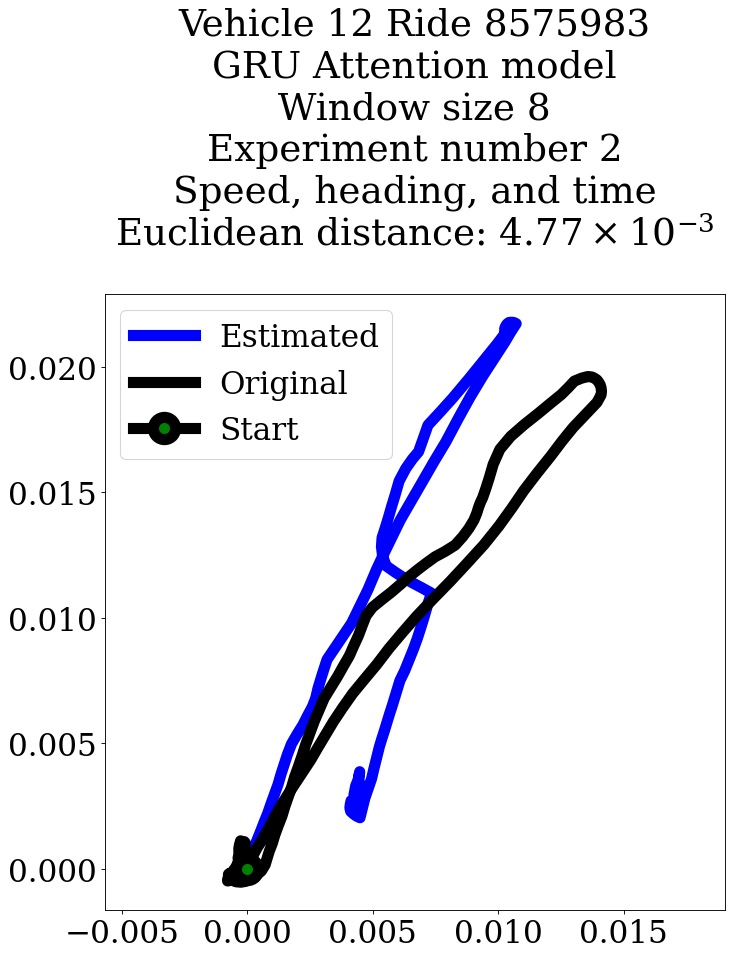 Vehicle 12 Ride 8575983
GRU Attention model
Window size 8
Experiment number 2
Speed, heading, and time
Euclidean distance: 4.77 × 10⁻³
Estimated
Original
Start
0.020
0.015
0.010
0.005
0.000
−0.005 0.000 0.005 0.010 0.015